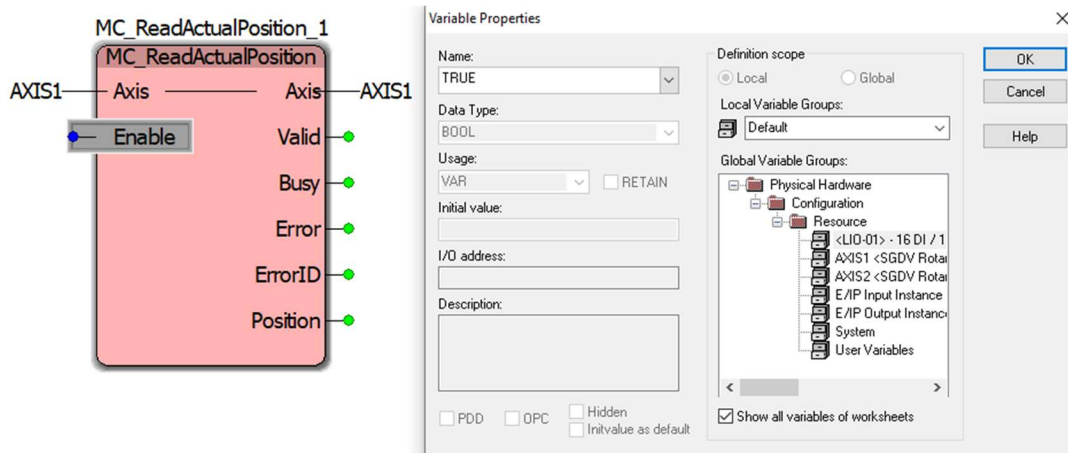 MC_ReadActualPosition_1
MC_ReadActualPosition
AXIS1 Axis Axis AXIS1
Enable Valid
Busy
Error
ErrorID
Position
Variable Properties
Name:
TRUE
Data Type:
BOOL
Usage:
VAR RETAIN
Initial value:
I/O address:
Description:
PDD OPC Hidden
Initvalue as default
Definition scope
Local Global
Local Variable Groups:
Default
Global Variable Groups:
Physical Hardware
Configuration
Resource
<LIO-01> - 16 DI / 1
AXIS1 <SGDV Rotar
AXIS2 <SGDV Rotar
E/IP Input Instance
E/IP Output Instance
System
User Variables
Show all variables of worksheets
OK
Cancel
Help